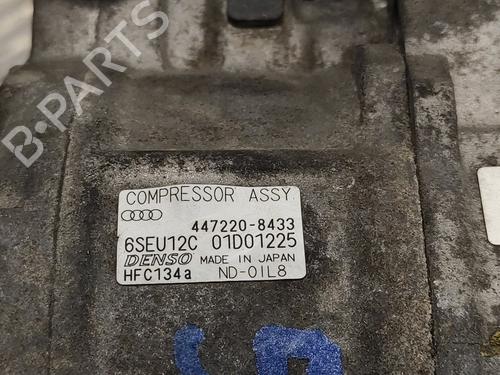 B-PARTS
COMPRESSOR ASSY
447220-8433
6SEU12C 01D01225
DENSO MADE IN JAPAN
HFC134a ND-OIL8